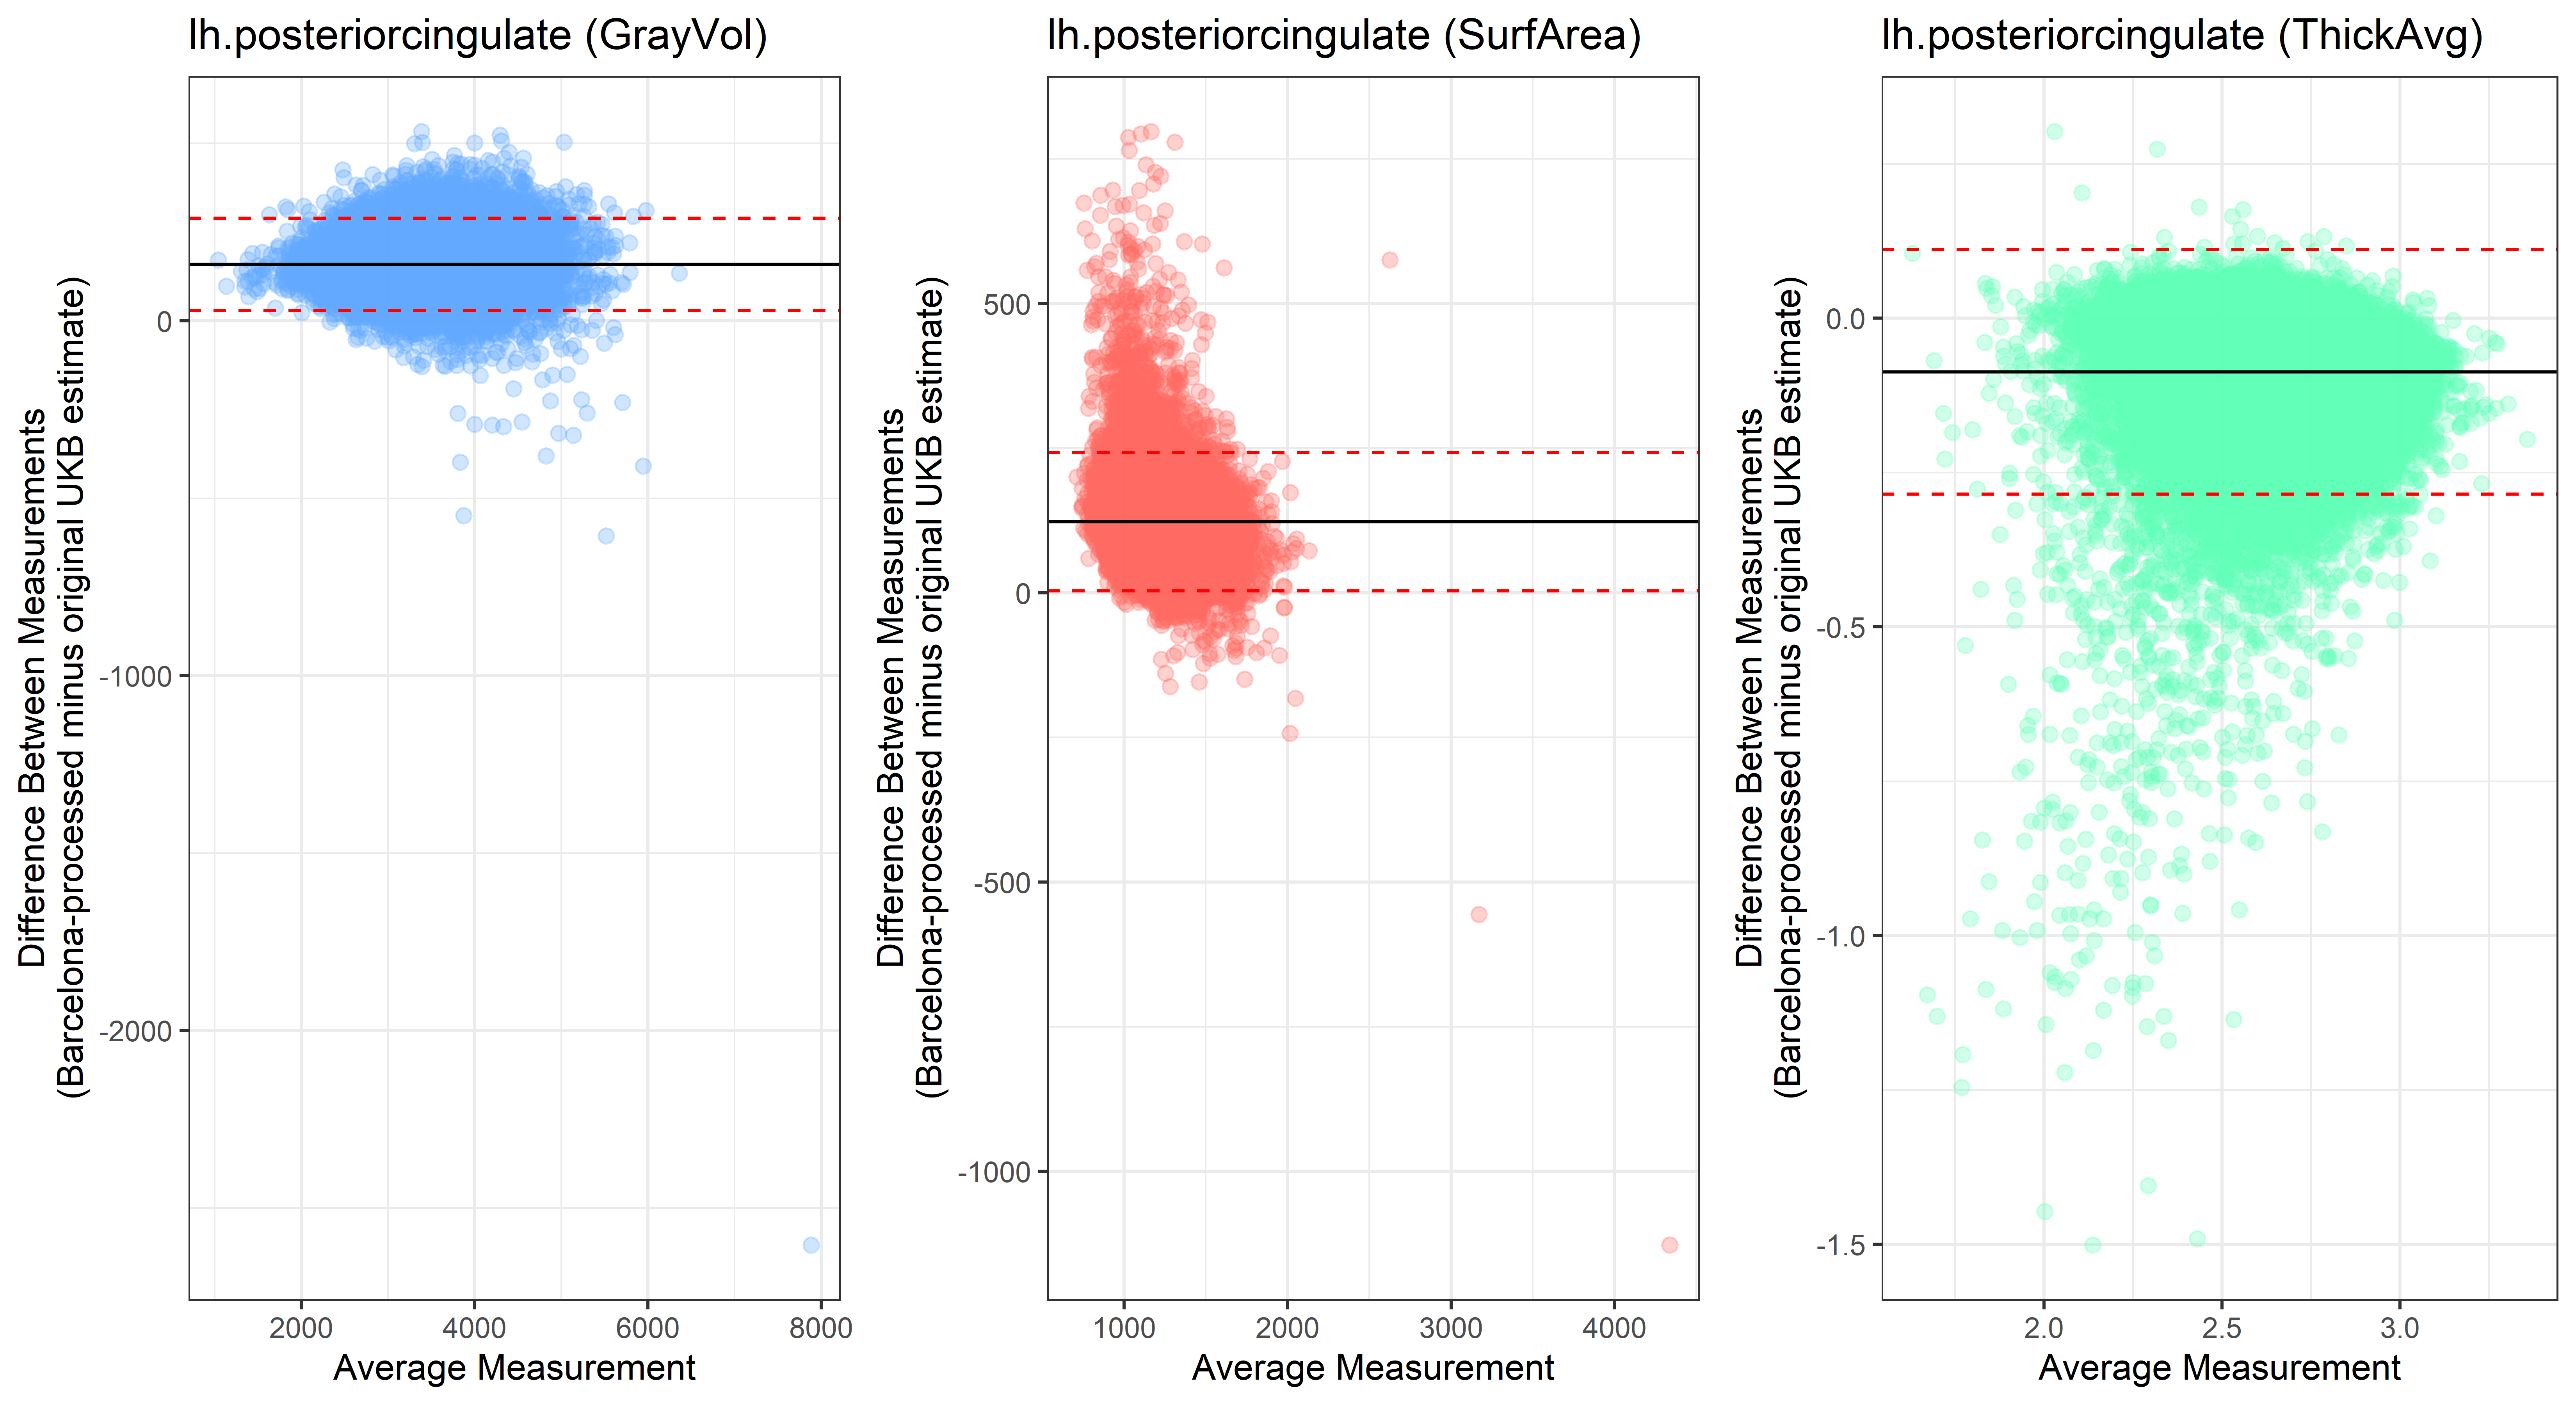 lh.posteriorcingulate (GrayVol)
Difference Between Measurements
(Barcelona-processed minus original UKB estimate)
0
-1000
-2000
2000 4000 6000 8000
Average Measurement
lh.posteriorcingulate (SurfArea)
Difference Between Measurements
(Barcelona-processed minus original UKB estimate)
500
0
-500
-1000
1000 2000 3000 4000
Average Measurement
lh.posteriorcingulate (ThickAvg)
Difference Between Measurements
(Barcelona-processed minus original UKB estimate)
0.0
-0.5
-1.0
-1.5
2.0 2.5 3.0
Average Measurement